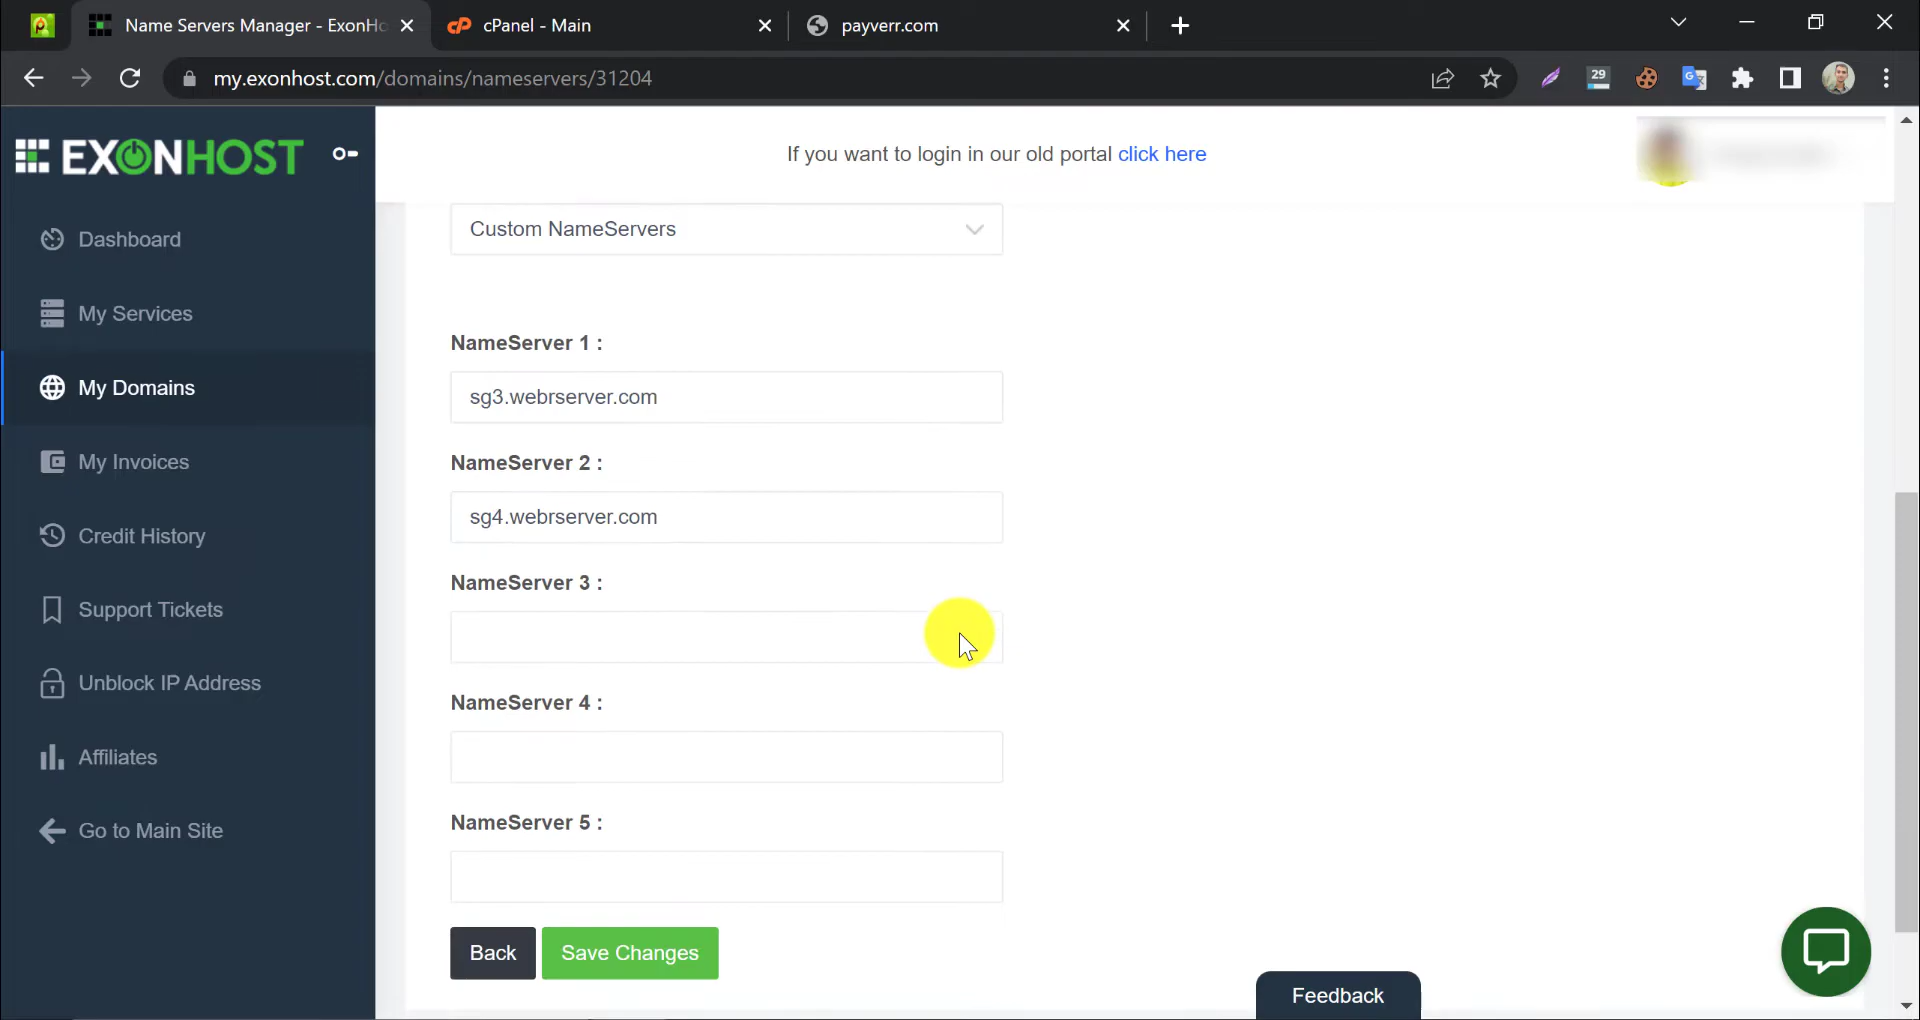 Name Servers Manager - ExonHo
cPanel - Main
payverr.com
my.exonhost.com/domains/nameservers/31204
29
EXONHOST
If you want to login in our old portal click here
Dashboard
My Services
My Domains
My Invoices
Credit History
Support Tickets
Unblock IP Address
Affiliates
Go to Main Site
Custom NameServers
NameServer 1 :
sg3.webrserver.com
NameServer 2 :
sg4.webrserver.com
NameServer 3 :
NameServer 4 :
NameServer 5 :
Back
Save Changes
Feedback